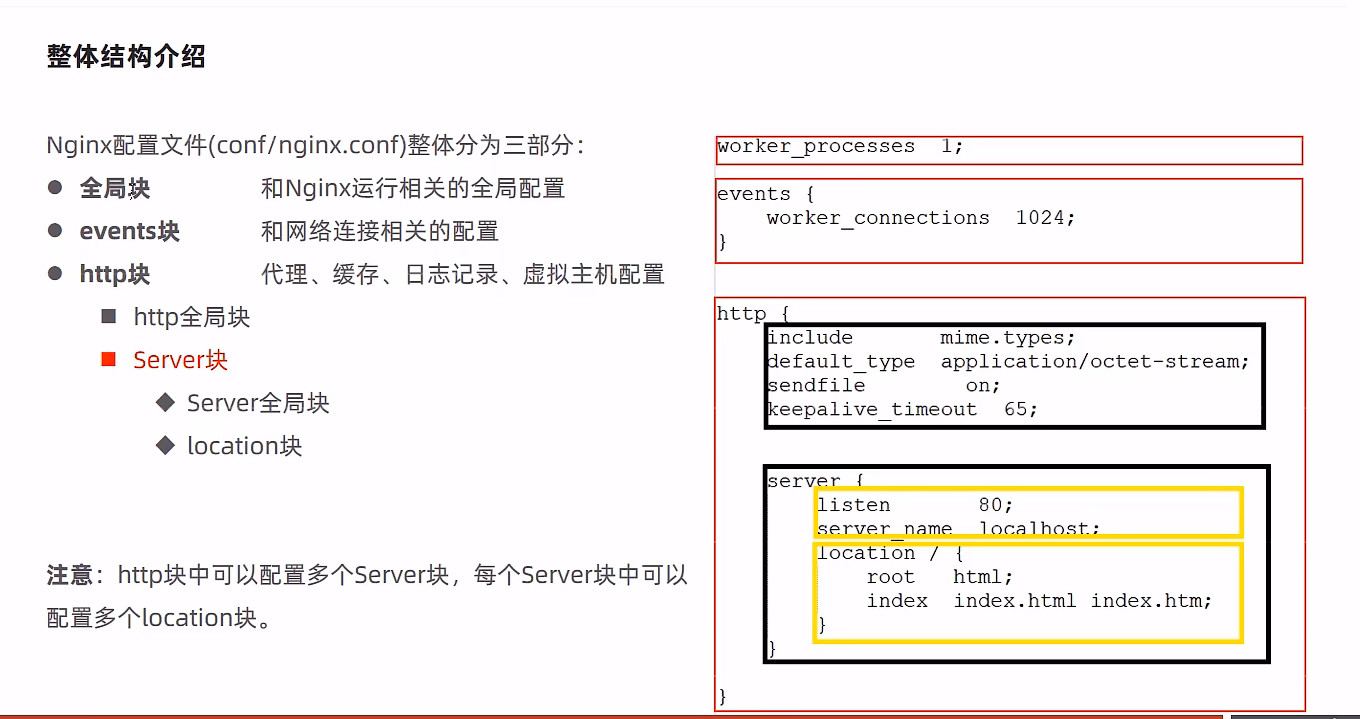 整体结构介绍
Nginx配置文件(conf/nginx.conf)整体分为三部分：
● 全局块 和Nginx运行相关的全局配置
● events块 和网络连接相关的配置
● http块 代理、缓存、日志记录、虚拟主机配置
■ http全局块
■ Server块
◆ Server全局块
◆ location块
注意：http块中可以配置多个Server块，每个Server块中可以
配置多个location块。
worker_processes 1;
events {
worker_connections 1024;
}
http {
include mime.types;
default_type application/octet-stream;
sendfile on;
keepalive_timeout 65;
server {
listen 80;
server_name localhost;
location / {
root html;
index index.html index.htm;
}
}
}